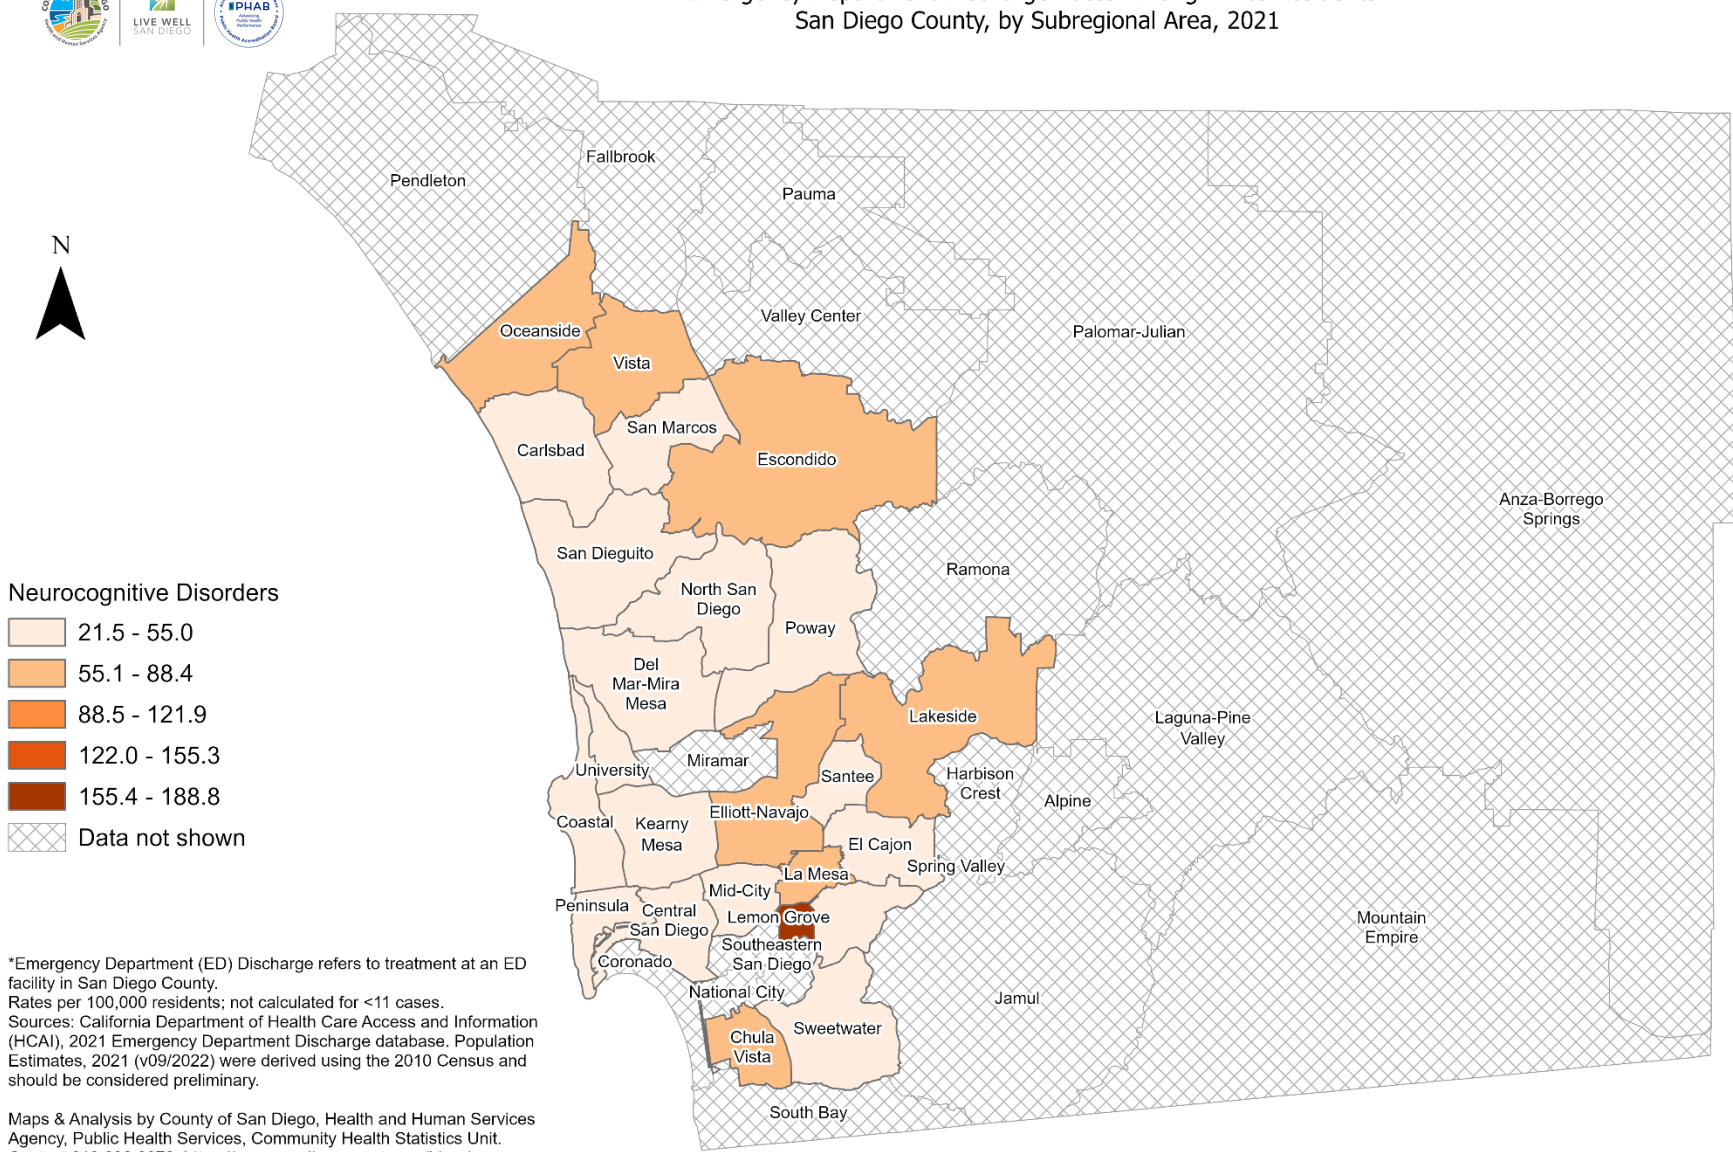 LIVE WELL
SAN DIEGO
PHAB
Advancing
Public Health
Performance
San Diego County, by Subregional Area, 2021
Pendleton
Fallbrook
Pauma
N
Oceanside
Vista
Valley Center
Palomar-Julian
San Marcos
Carlsbad
Escondido
Anza-Borrego
Springs
San Dieguito
Ramona
North San
Diego
Poway
Del
Mar-Mira
Mesa
Lakeside
Laguna-Pine
Valley
Miramar
University
Santee
Harbison
Crest
Alpine
Elliott-Navajo
Coastal
Kearny
Mesa
El Cajon
Spring Valley
La Mesa
Mid-City
Peninsula
Central
San Diego
Lemon Grove
Mountain
Empire
Southeastern
San Diego
Coronado
National City
Jamul
Sweetwater
Chula
Vista
South Bay
Neurocognitive Disorders
21.5 - 55.0
55.1 - 88.4
88.5 - 121.9
122.0 - 155.3
155.4 - 188.8
Data not shown
*Emergency Department (ED) Discharge refers to treatment at an ED
facility in San Diego County.
Rates per 100,000 residents; not calculated for <11 cases.
Sources: California Department of Health Care Access and Information
(HCAI), 2021 Emergency Department Discharge database. Population
Estimates, 2021 (v09/2022) were derived using the 2010 Census and
should be considered preliminary.
Maps & Analysis by County of San Diego, Health and Human Services
Agency, Public Health Services, Community Health Statistics Unit.